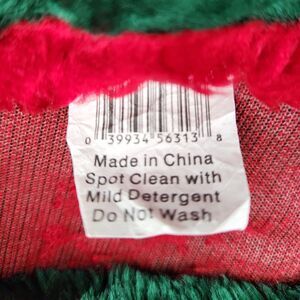 0 39934 56313 8
Made in China
Spot Clean with
Mild Detergent
Do Not Wash